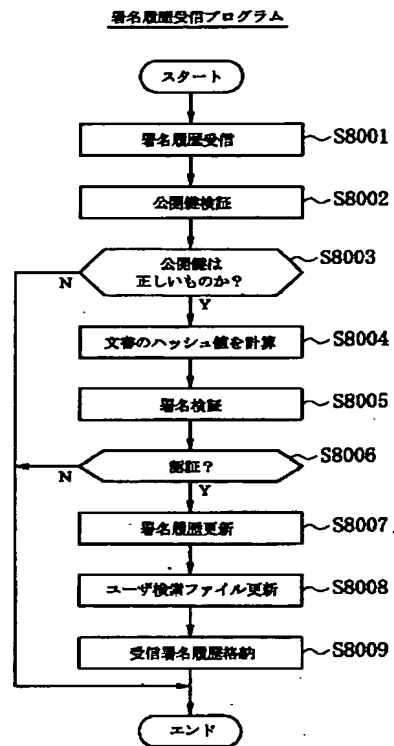 署名履歴受信プログラム
スタート
署名履歴受信
S8001
公開鍵検証
S8002
公開鍵は
正しいものか？
S8003
N
Y
文書のハッシュ値を計算
S8004
署名検証
S8005
認証？
S8006
N
Y
署名履歴更新
S8007
ユーザ検索ファイル更新
S8008
受信署名履歴格納
S8009
エンド